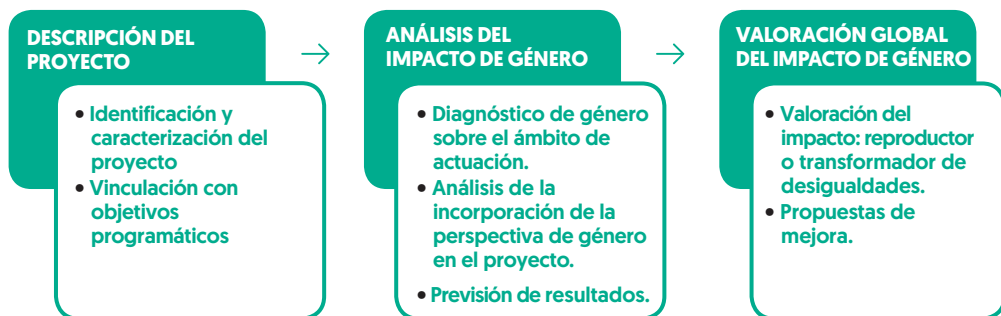 DESCRIPCIÓN DEL
PROYECTO
• Identificación y
caracterización del
proyecto
• Vinculación con
objetivos
programáticos
ANÁLISIS DEL
IMPACTO DE GÉNERO
• Diagnóstico de género
sobre el ámbito de
actuación.
• Análisis de la
incorporación de la
perspectiva de género
en el proyecto.
• Previsión de resultados.
VALORACIÓN GLOBAL
DEL IMPACTO DE GÉNERO
• Valoración del
impacto: reproductor
o transformador de
desigualdades.
• Propuestas de
mejora.